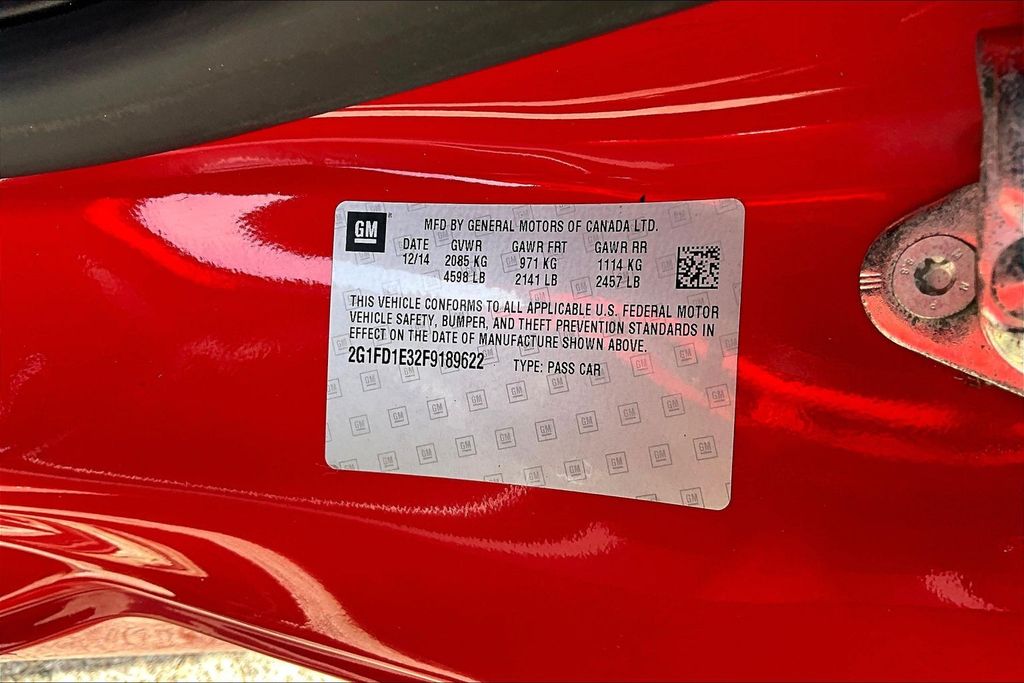 GM
MFD BY GENERAL MOTORS OF CANADA LTD.
DATE GVWR GAWR FRT GAWR RR
12/14 2085 KG 971 KG 1114 KG
4598 LB 2141 LB 2457 LB
THIS VEHICLE CONFORMS TO ALL APPLICABLE U.S. FEDERAL MOTOR
VEHICLE SAFETY, BUMPER, AND THEFT PREVENTION STANDARDS IN
EFFECT ON THE DATE OF MANUFACTURE SHOWN ABOVE.
2G1FD1E32F9189622 TYPE: PASS CAR